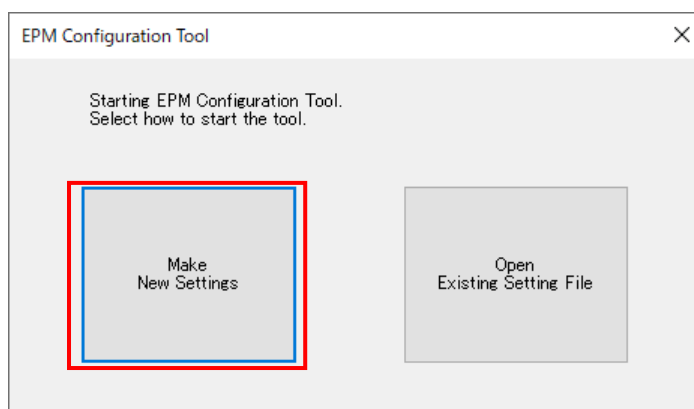 EPM Configuration Tool
Starting EPM Configuration Tool.
Select how to start the tool.
Make
New Settings
Open
Existing Setting File